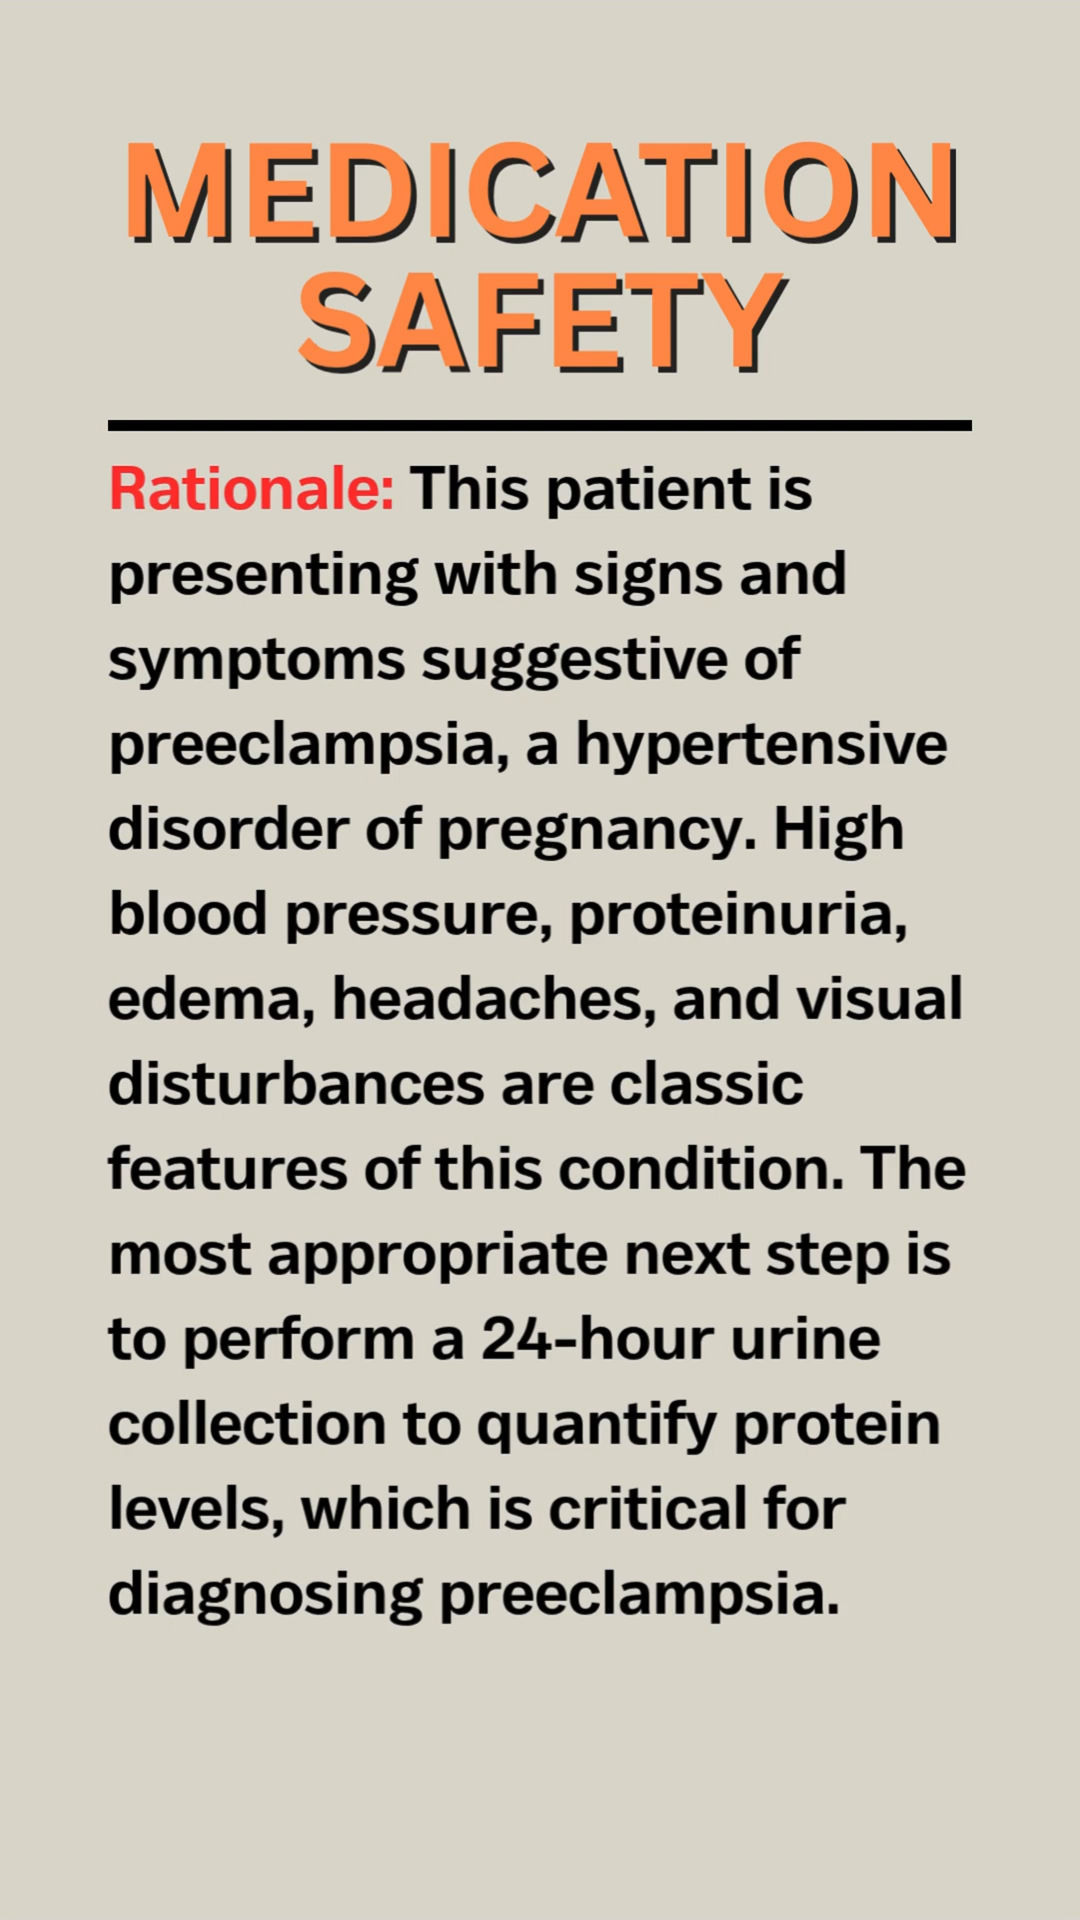 MEDICATION
SAFETY
Rationale: This patient is
presenting with signs and
symptoms suggestive of
preeclampsia, a hypertensive
disorder of pregnancy. High
blood pressure, proteinuria,
edema, headaches, and visual
disturbances are classic
features of this condition. The
most appropriate next step is
to perform a 24-hour urine
collection to quantify protein
levels, which is critical for
diagnosing preeclampsia.